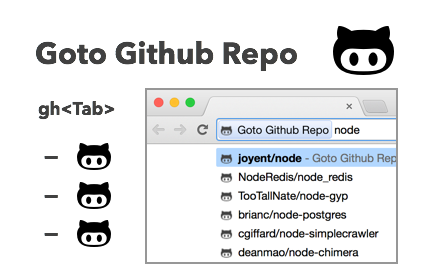 Goto Github Repo
gh<Tab>
Goto Github Repo node
joyent/node - Goto Github Rep
NodeRedis/node_redis
TooTallNate/node-gyp
brianc/node-postgres
cgiffard/node-simplecrawler
deanmao/node-chimera